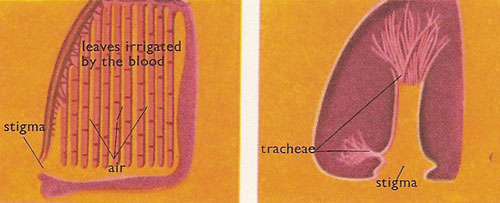 leaves irrigated
by the blood
stigma
air
tracheae
stigma